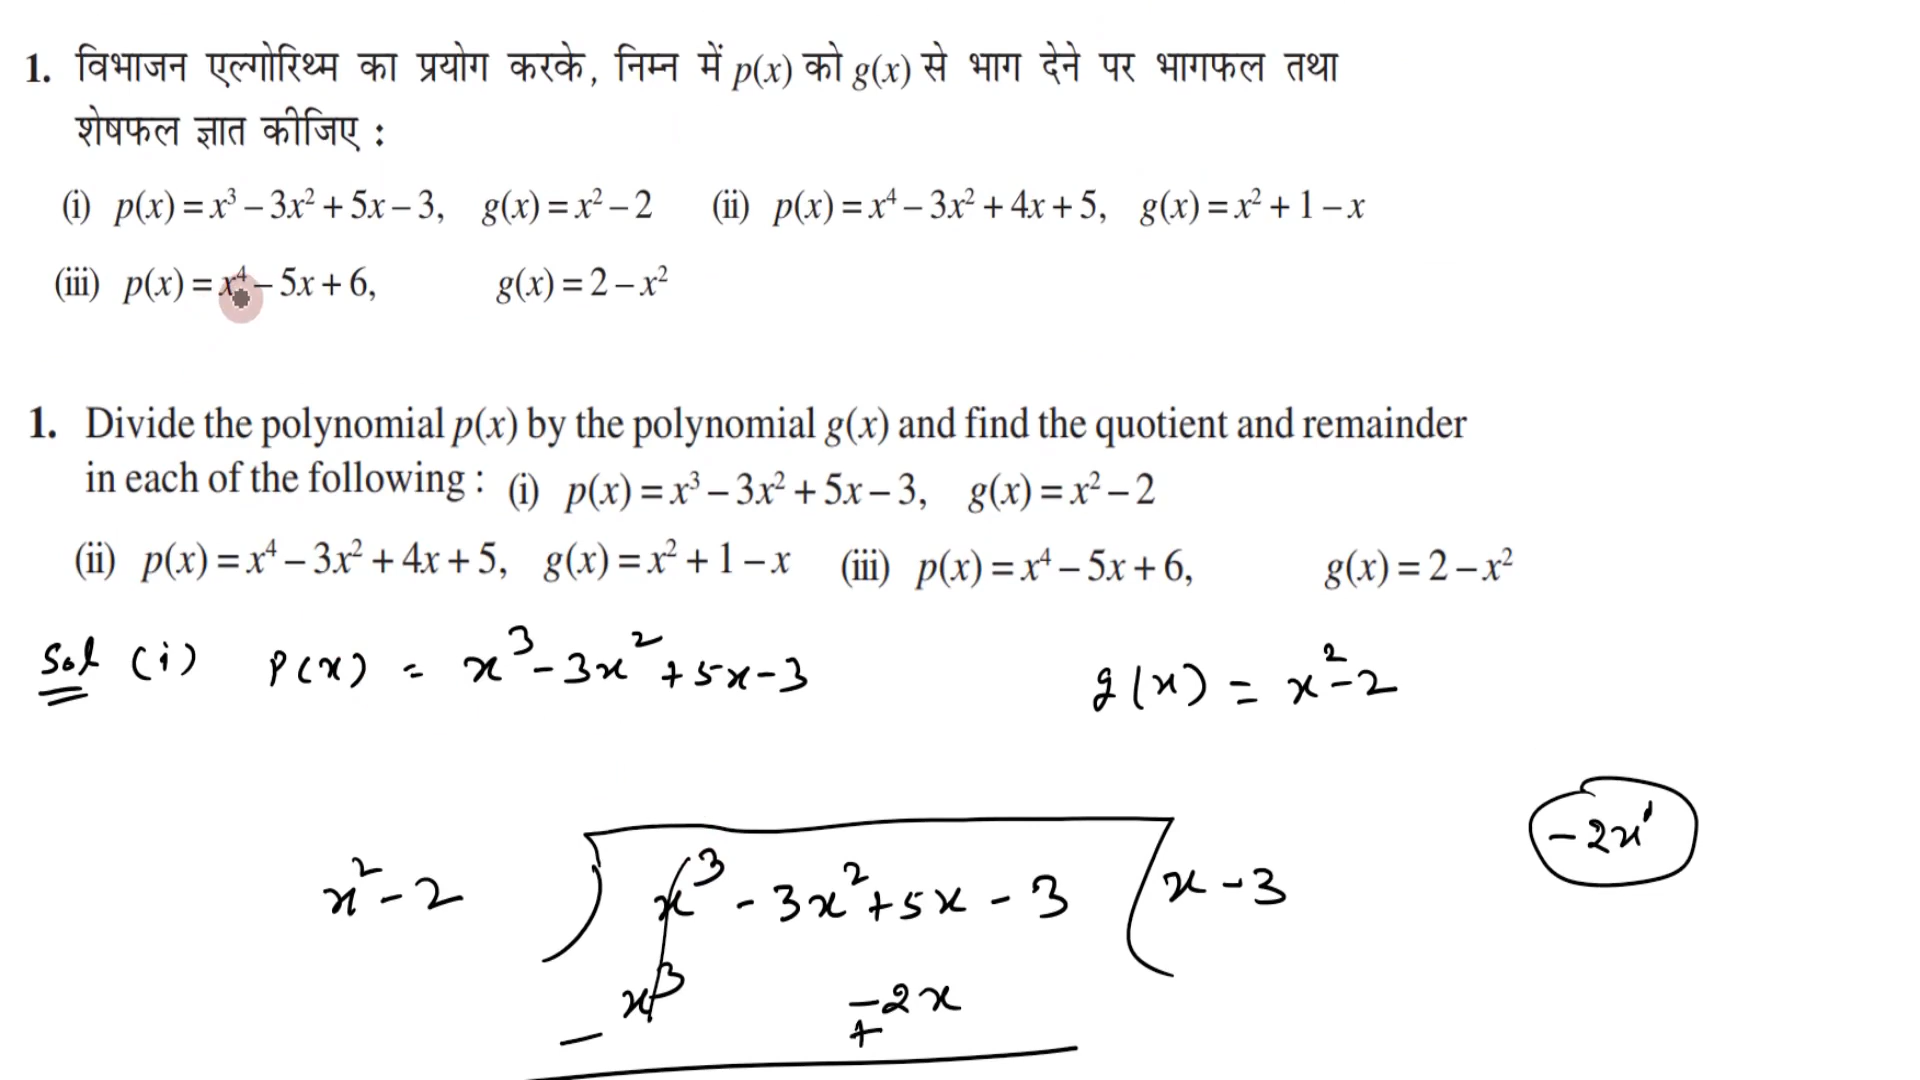 1. विभाजन एल्गोरिथ्म का प्रयोग करके, निम्न में p(x) को g(x) से भाग देने पर भागफल तथा
शेषफल ज्ञात कीजिए :
(i) p(x) = x³ – 3x² + 5x – 3, g(x) = x² – 2 (ii) p(x) = x⁴ – 3x² + 4x + 5, g(x) = x² + 1 – x
(iii) p(x) = x⁴ – 5x + 6, g(x) = 2 – x²
1. Divide the polynomial p(x) by the polynomial g(x) and find the quotient and remainder
in each of the following : (i) p(x) = x³ – 3x² + 5x – 3, g(x) = x² – 2
(ii) p(x) = x⁴ – 3x² + 4x + 5, g(x) = x² + 1 – x (iii) p(x) = x⁴ – 5x + 6, g(x) = 2 – x²
Sol (i) P(x) = x³ - 3x² + 5x - 3 g(x) = x² - 2
-2x¹
x² - 2 x³ - 3x² + 5x - 3 x - 3
x³ -2x
- +